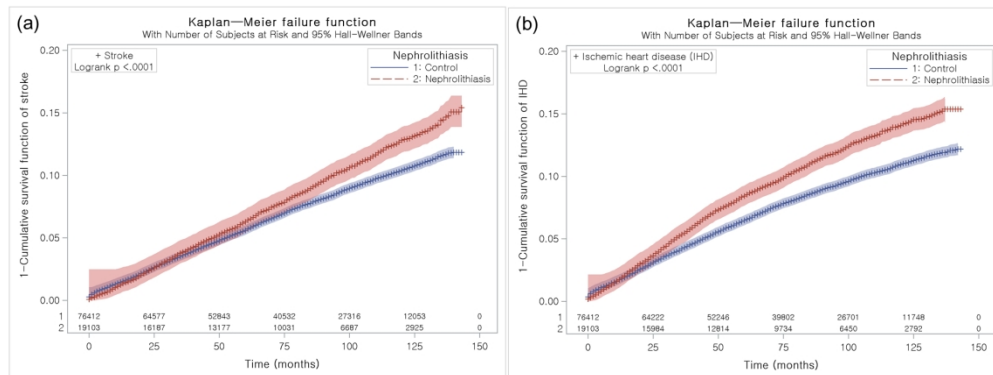 (a)
Kaplan—Meier failure function
With Number of Subjects at Risk and 95% Hall-Wellner Bands
+ Stroke
Logrank p <.0001
Nephrolithiasis
1: Control
2: Nephrolithiasis
1-Cumulative survival function of stroke
0.20
0.15
0.10
0.05
0.00
1 76412 64577 52843 40532 27316 12053 0
2 19103 16187 13177 10031 6687 2925 0
0 25 50 75 100 125 150
Time (months)
(b)
Kaplan—Meier failure function
With Number of Subjects at Risk and 95% Hall-Wellner Bands
+ Ischemic heart disease (IHD)
Logrank p <.0001
Nephrolithiasis
1: Control
2: Nephrolithiasis
1-Cumulative survival function of IHD
0.20
0.15
0.10
0.05
0.00
1 76412 64222 52246 39802 26701 11748 0
2 19103 15984 12814 9734 6450 2792 0
0 25 50 75 100 125 150
Time (months)